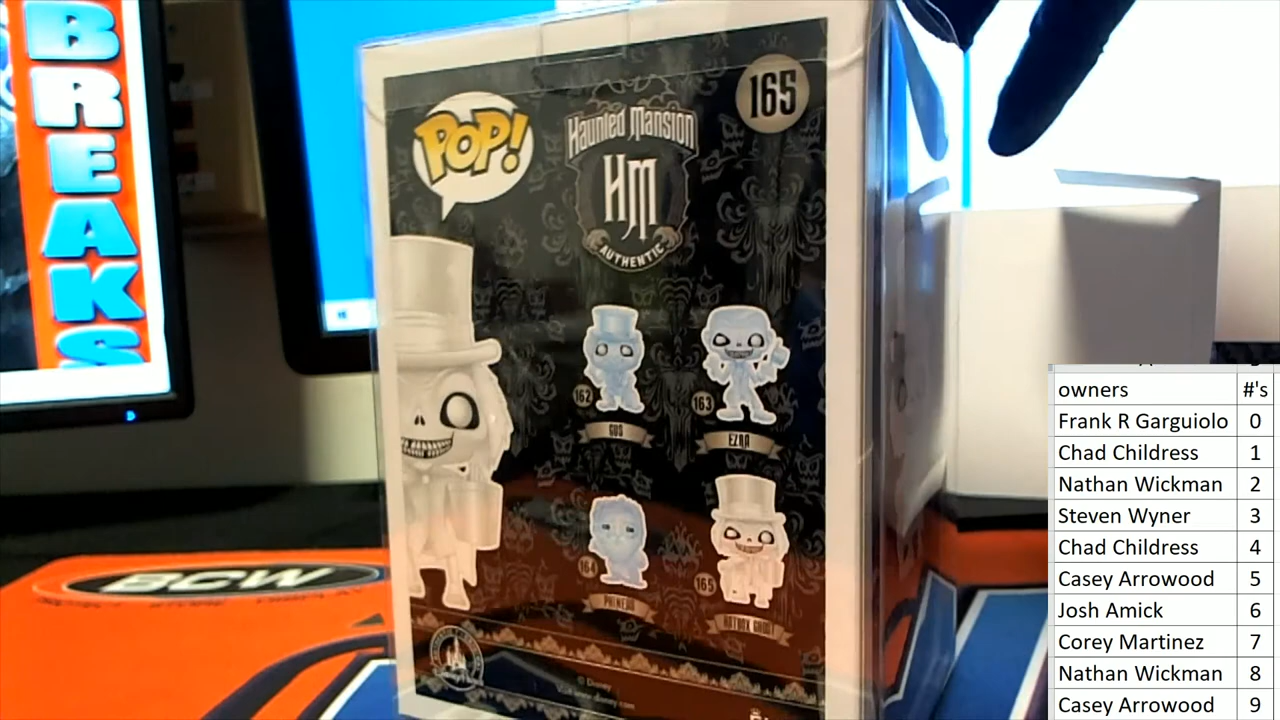 BREAKS
POP!
Haunted Mansion
HM
AUTHENTIC
165
162
GUS
163
EZRA
164
PHINEAS
165
HATBOX GHOST
© Disney
BCW
owners #'s
Frank R Garguiolo 0
Chad Childress 1
Nathan Wickman 2
Steven Wyner 3
Chad Childress 4
Casey Arrowood 5
Josh Amick 6
Corey Martinez 7
Nathan Wickman 8
Casey Arrowood 9